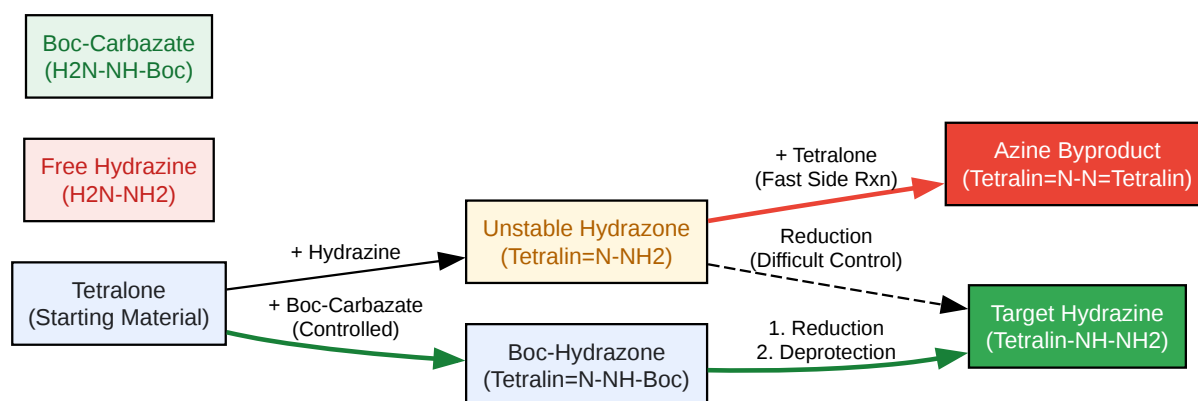 Boc-Carbazate
(H2N-NH-Boc)
Free Hydrazine
(H2N-NH2)
Tetralone
(Starting Material)
+ Hydrazine
+ Boc-Carbazate
(Controlled)
Unstable Hydrazone
(Tetralin=N-NH2)
Boc-Hydrazone
(Tetralin=N-NH-Boc)
+ Tetralone
(Fast Side Rxn)
Reduction
(Difficult Control)
1. Reduction
2. Deprotection
Azine Byproduct
(Tetralin=N-N=Tetralin)
Target Hydrazine
(Tetralin-NH-NH2)